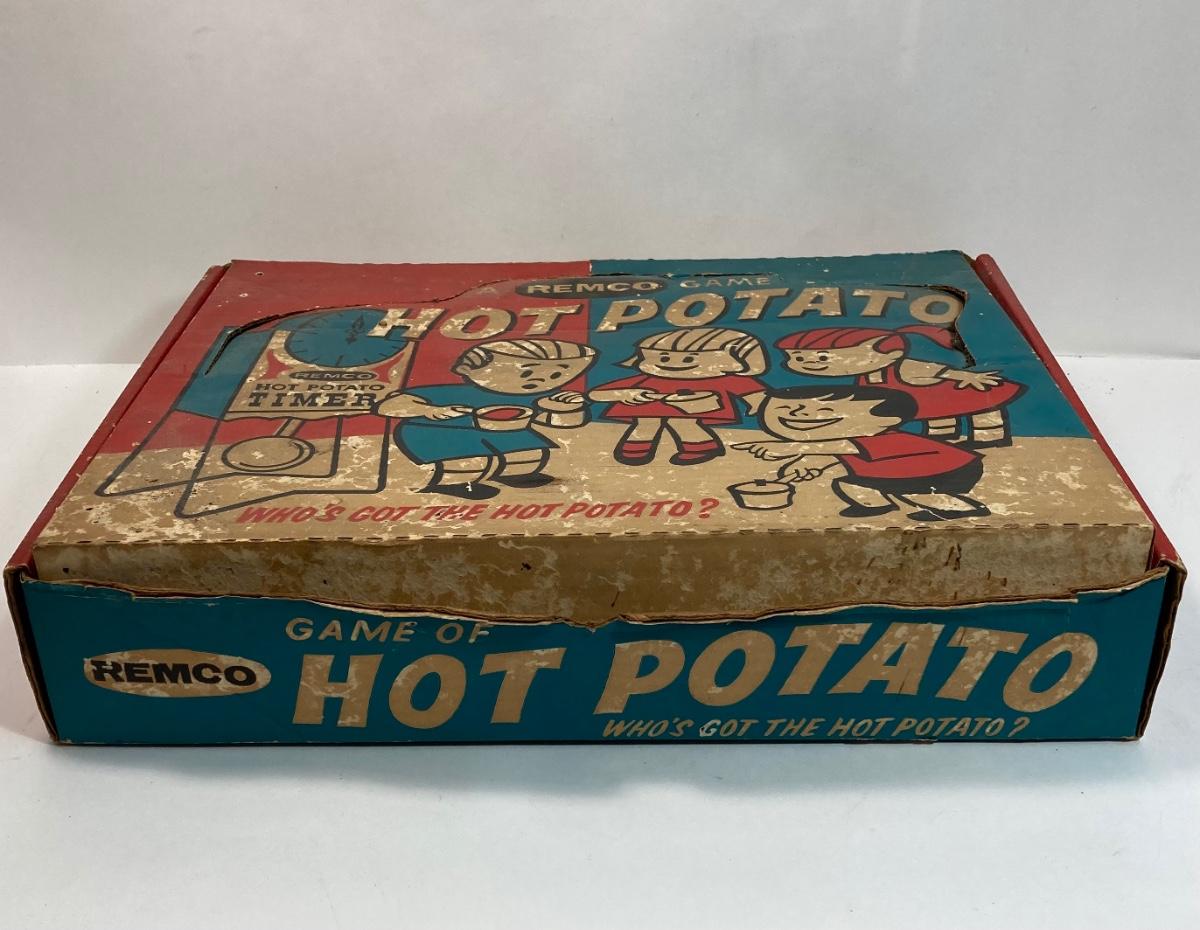 REMCO GAME
HOT POTATO
REMCO
HOT POTATO
TIMER
WHO'S GOT THE HOT POTATO?
GAME OF
REMCO
HOT POTATO
WHO'S GOT THE HOT POTATO?